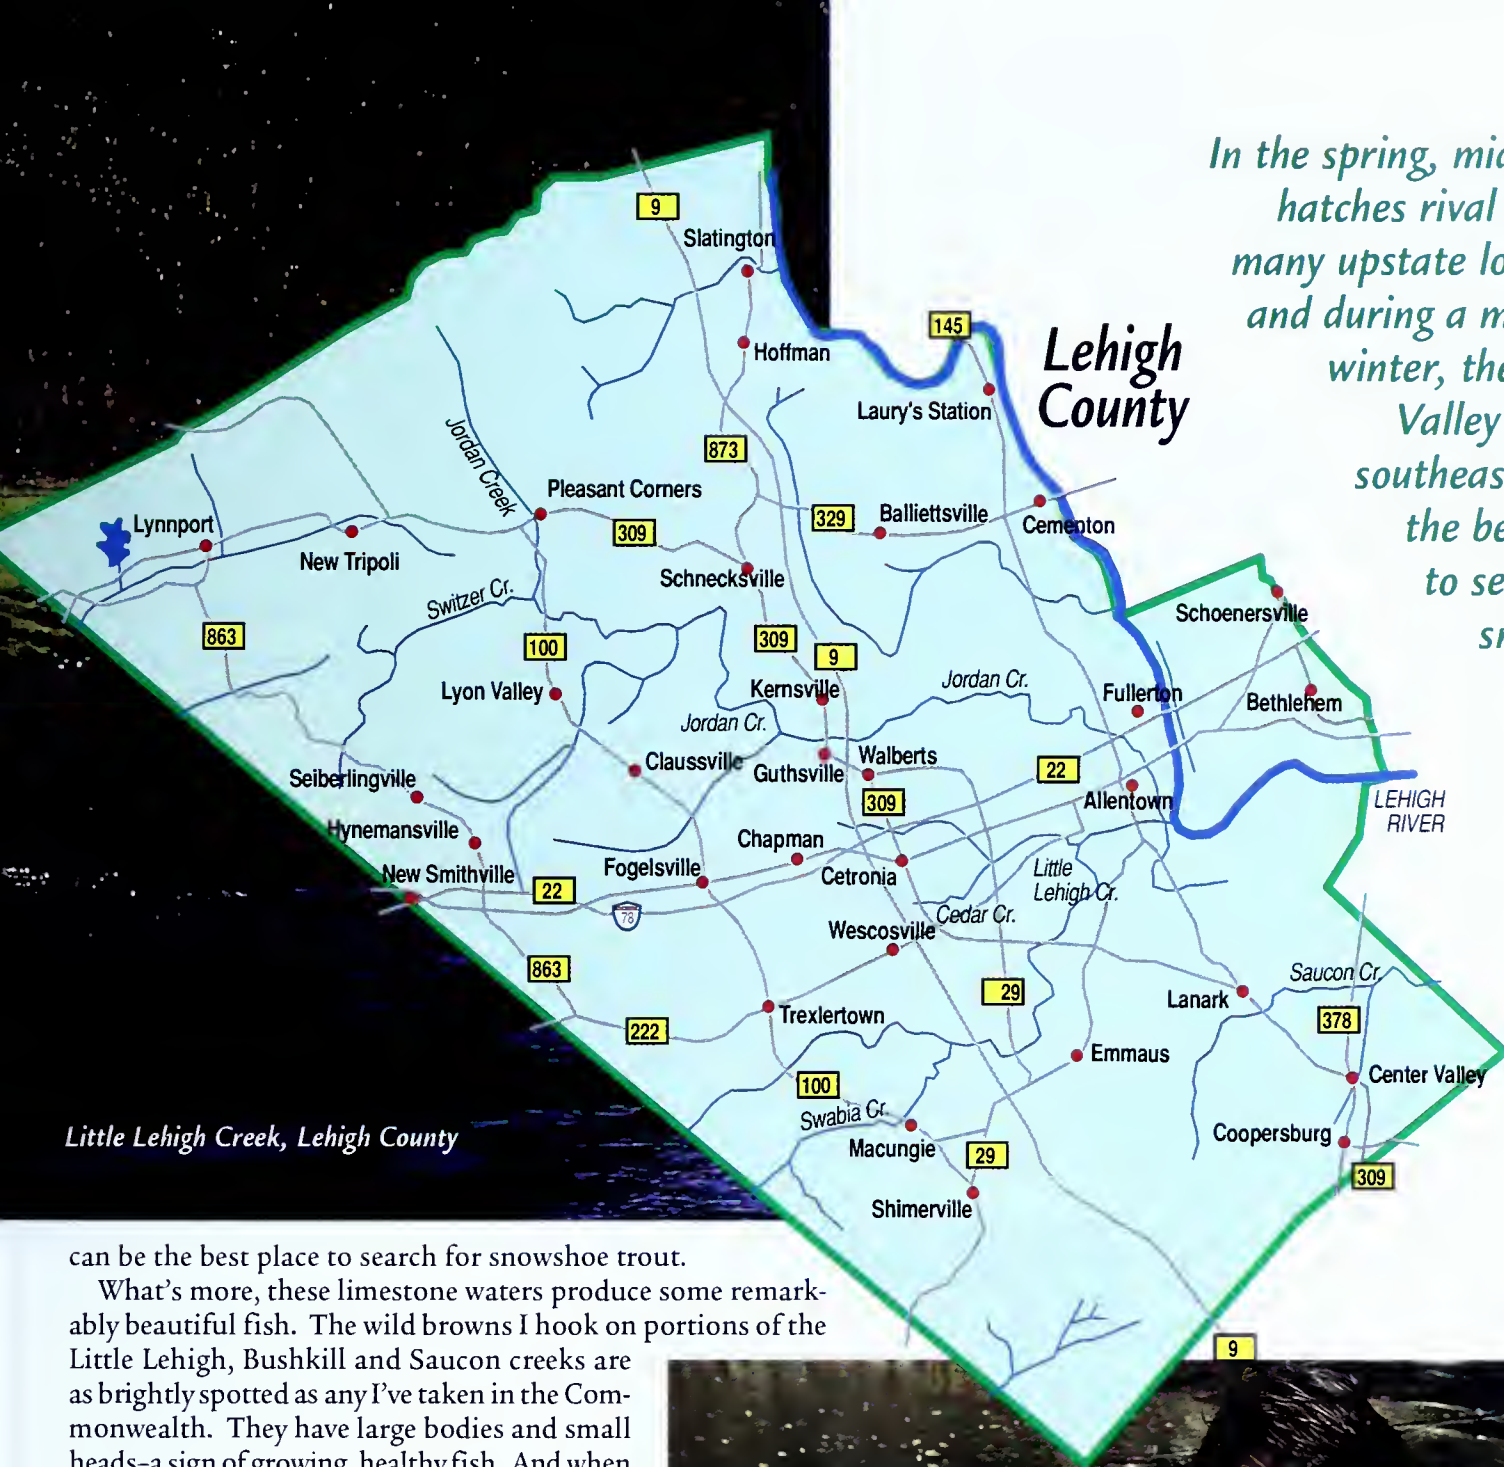 In the spring,
hatches rival
many upstate
and during a
winter,
Valley
southeas
the
to
Lehigh
County
9
Slatington
145
Hoffman
Laury's Station
Jordan Creek
873
Pleasant Corners
309
329
Balliettsville
Cementon
Lynnport
New Tripoli
Schnecksville
Switzer Cr.
Schoenersville
863
100
309
9
Lyon Valley
Kernsville
Jordan Cr.
Fullerton
Bethlehem
Jordan Cr.
Claussville
Guthsville
Walberts
22
Seiberlingville
309
Allentown
LEHIGH
RIVER
Hynemansville
Chapman
New Smithville
Fogelsville
Cetronia
Little
Lehigh Cr.
22
78
Cedar Cr.
Wescosville
863
29
Saucon Cr.
Lanark
378
Trexlertown
222
Emmaus
Center Valley
100
Swabia Cr.
Macungie
Coopersburg
29
309
Shimerville
9
Little Lehigh Creek, Lehigh County
can be the best place to search for snowshoe trout.
What's more, these limestone waters produce some remark-
ably beautiful fish. The wild browns I hook on portions of the
Little Lehigh, Bushkill and Saucon creeks are
as brightly spotted as any I've taken in the Com-
monwealth. They have large bodies and small
heads–a sign of growing, healthy fish. And when